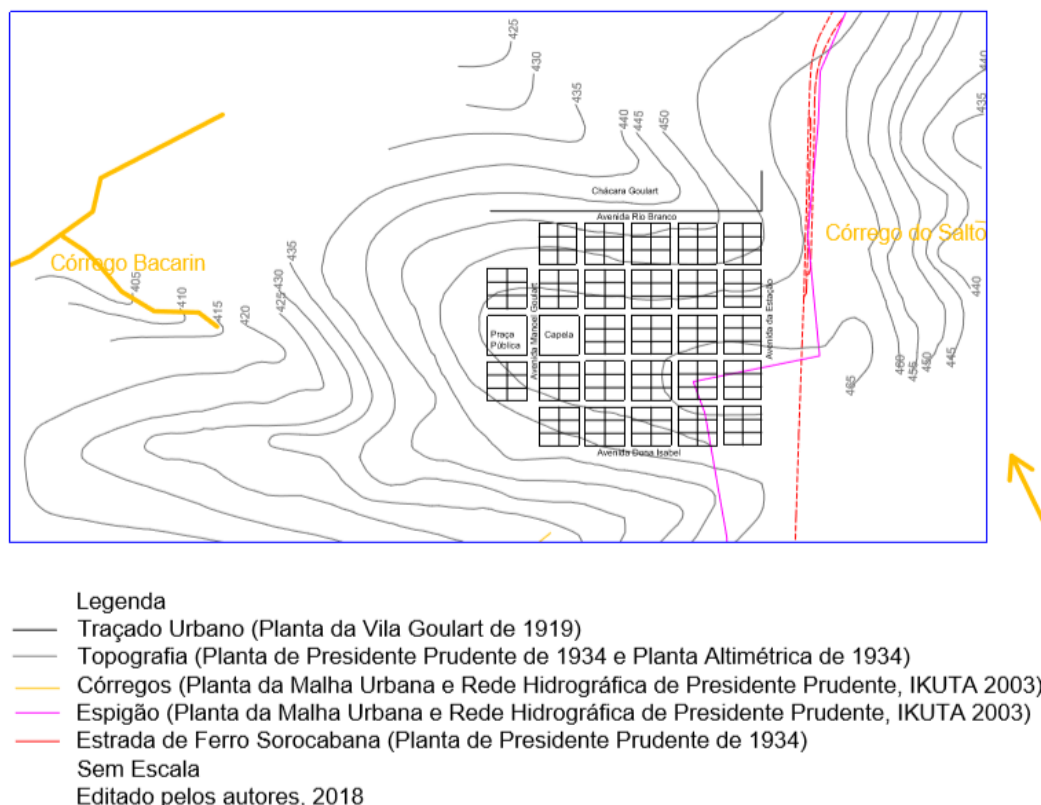 425
430
435
440
445
450
440
435
Chácara Goulart
Avenida Rio Branco
Córrego do Salto
Córrego Bacarin
405
410
415
420
425
430
435
440
Avenida Manoel Goulart
Avenida da Estação
Praça
Pública
Capela
465
460
456
450
445
Avenida Dona Isabel
Legenda
Traçado Urbano (Planta da Vila Goulart de 1919)
Topografia (Planta de Presidente Prudente de 1934 e Planta Altimétrica de 1934)
Córregos (Planta da Malha Urbana e Rede Hidrográfica de Presidente Prudente, IKUTA 2003)
Espigão (Planta da Malha Urbana e Rede Hidrográfica de Presidente Prudente, IKUTA 2003)
Estrada de Ferro Sorocabana (Planta de Presidente Prudente de 1934)
Sem Escala
Editado pelos autores, 2018